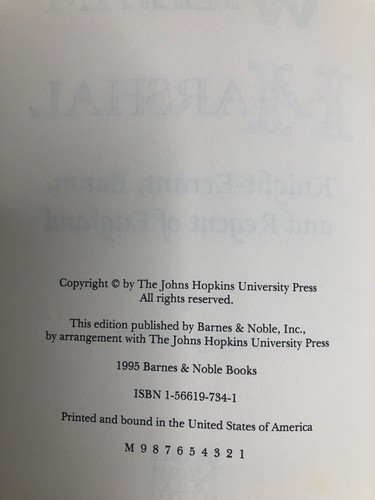 WILLIAM
MARSHAL
Knight-Errant, Baron,
and Regent of England
Copyright © by The Johns Hopkins University Press
All rights reserved.
This edition published by Barnes & Noble, Inc.,
by arrangement with The Johns Hopkins University Press
1995 Barnes & Noble Books
ISBN 1-56619-734-1
Printed and bound in the United States of America
M 9 8 7 6 5 4 3 2 1